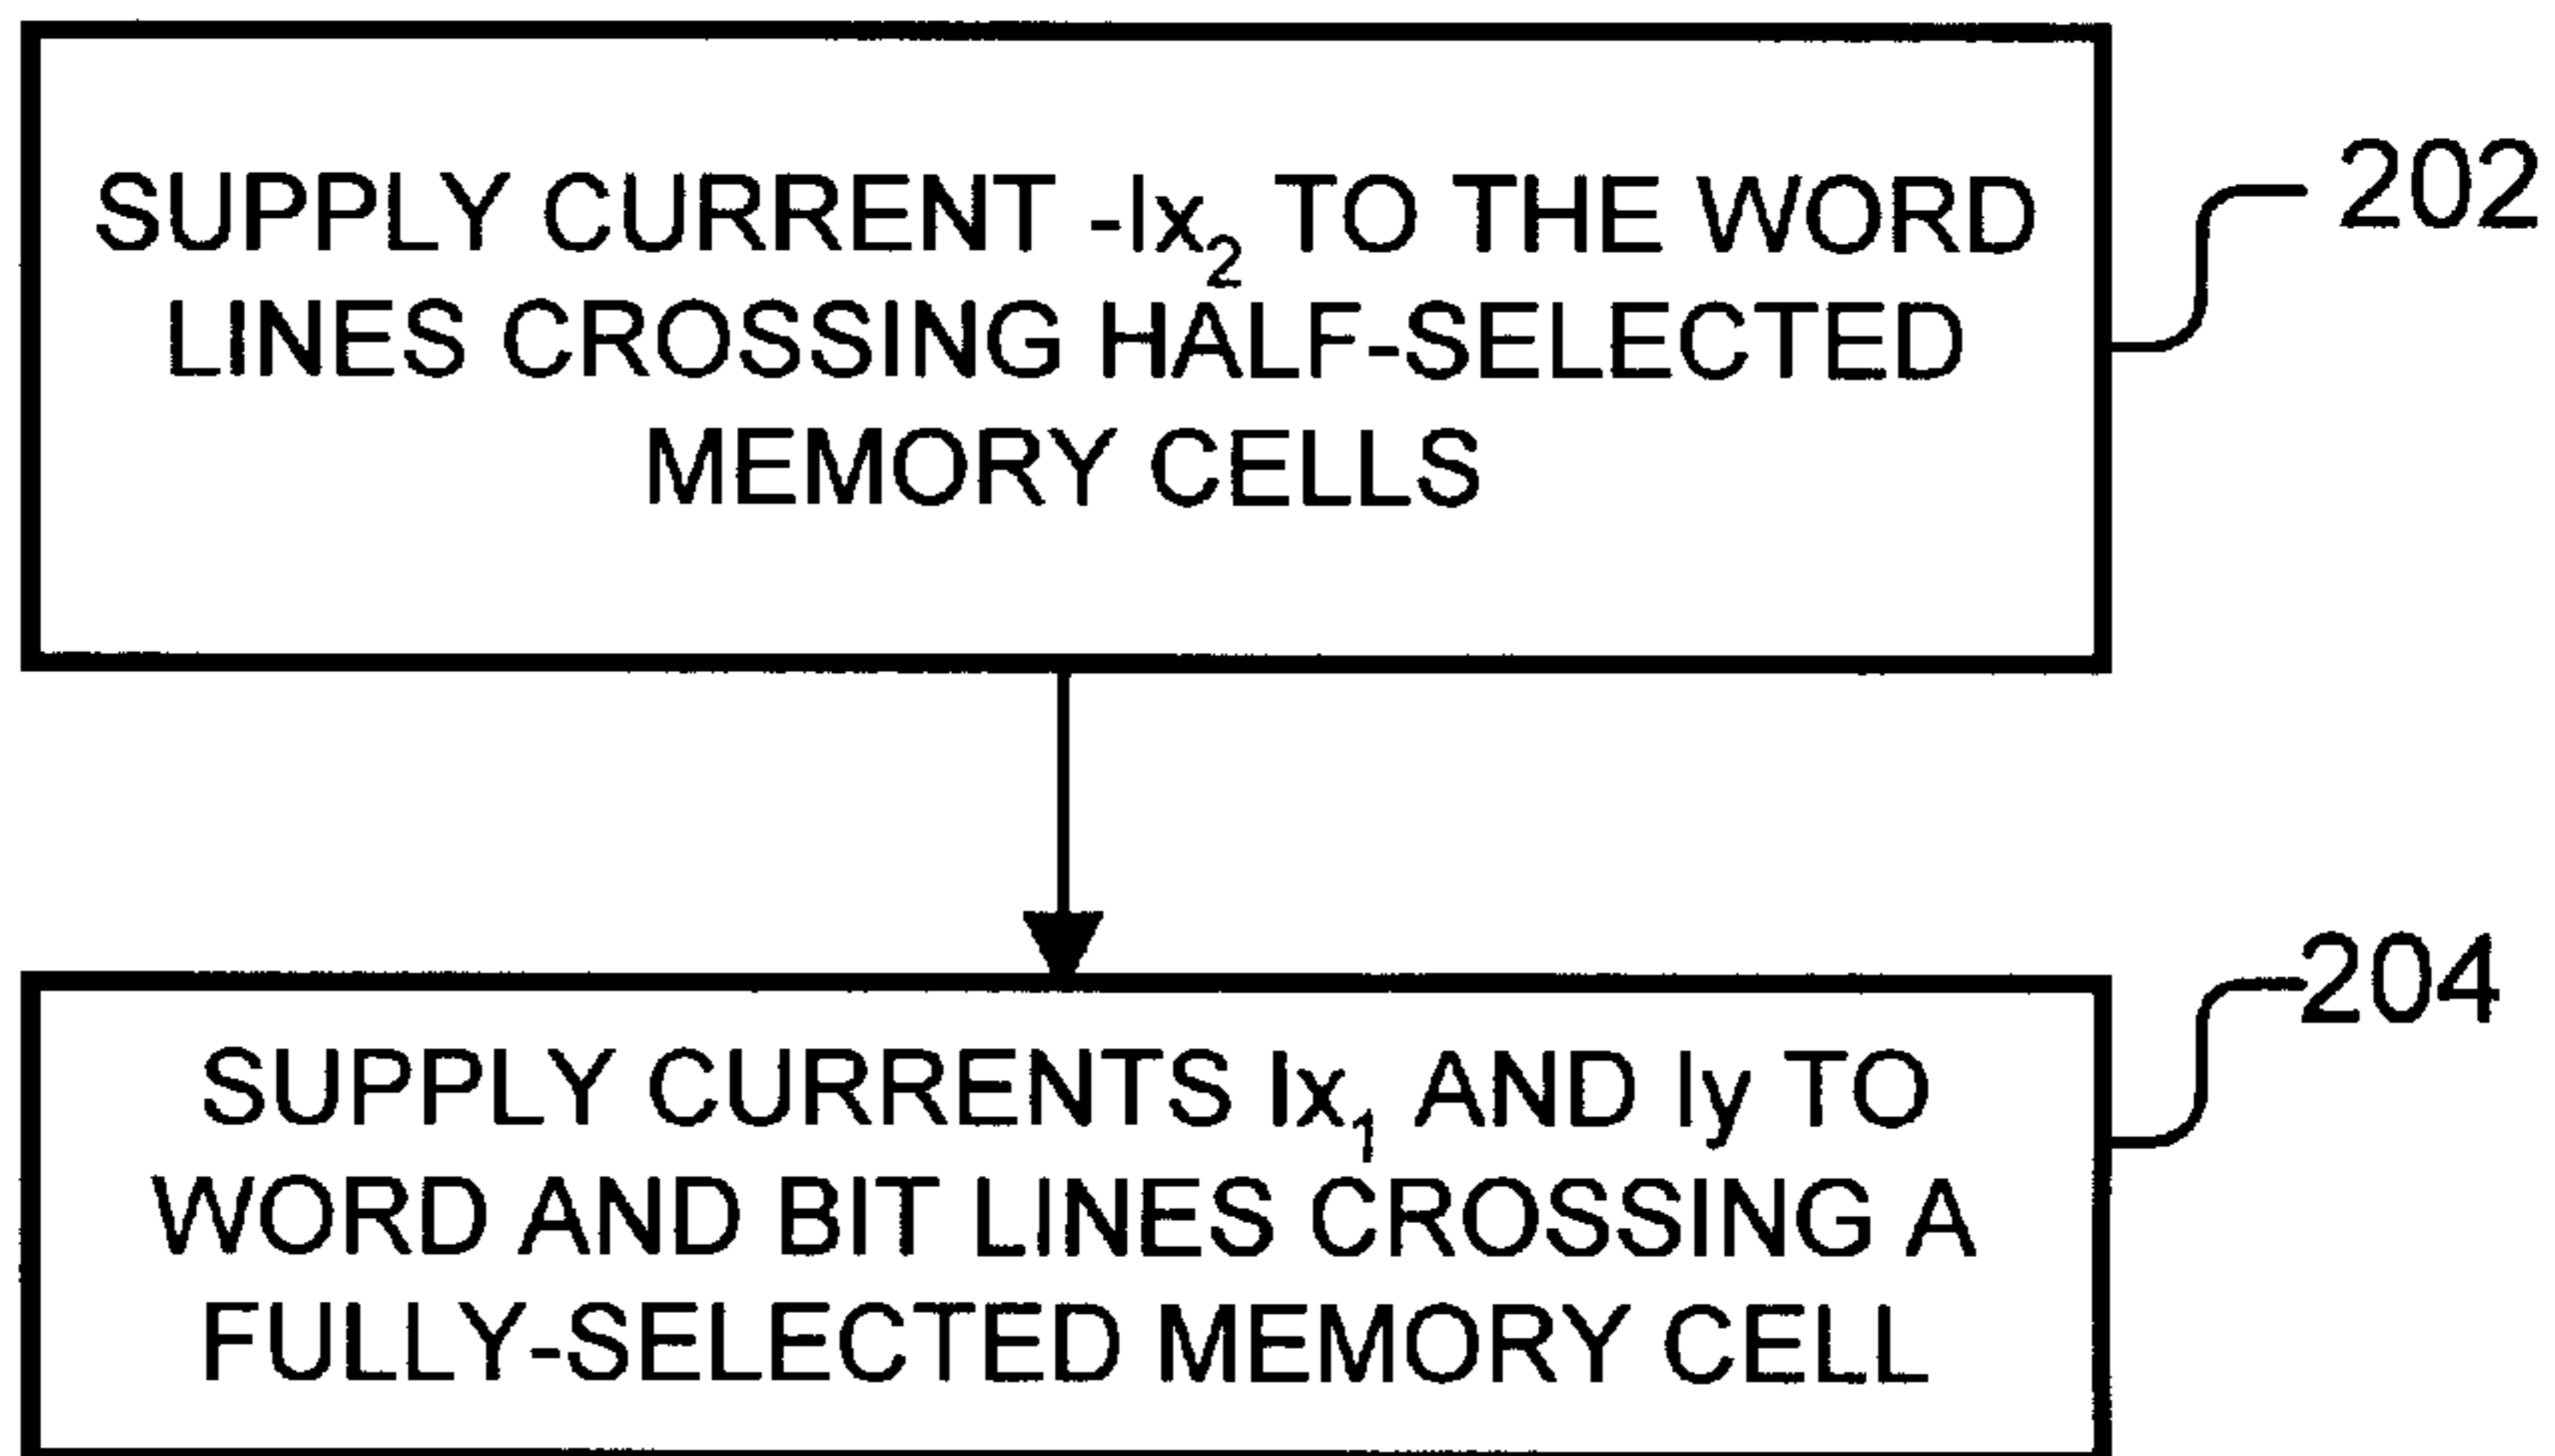 SUPPLY CURRENT -Ix₂ TO THE WORD
LINES CROSSING HALF-SELECTED
MEMORY CELLS
202
SUPPLY CURRENTS Ix₁ AND Iy TO
WORD AND BIT LINES CROSSING A
FULLY-SELECTED MEMORY CELL
204